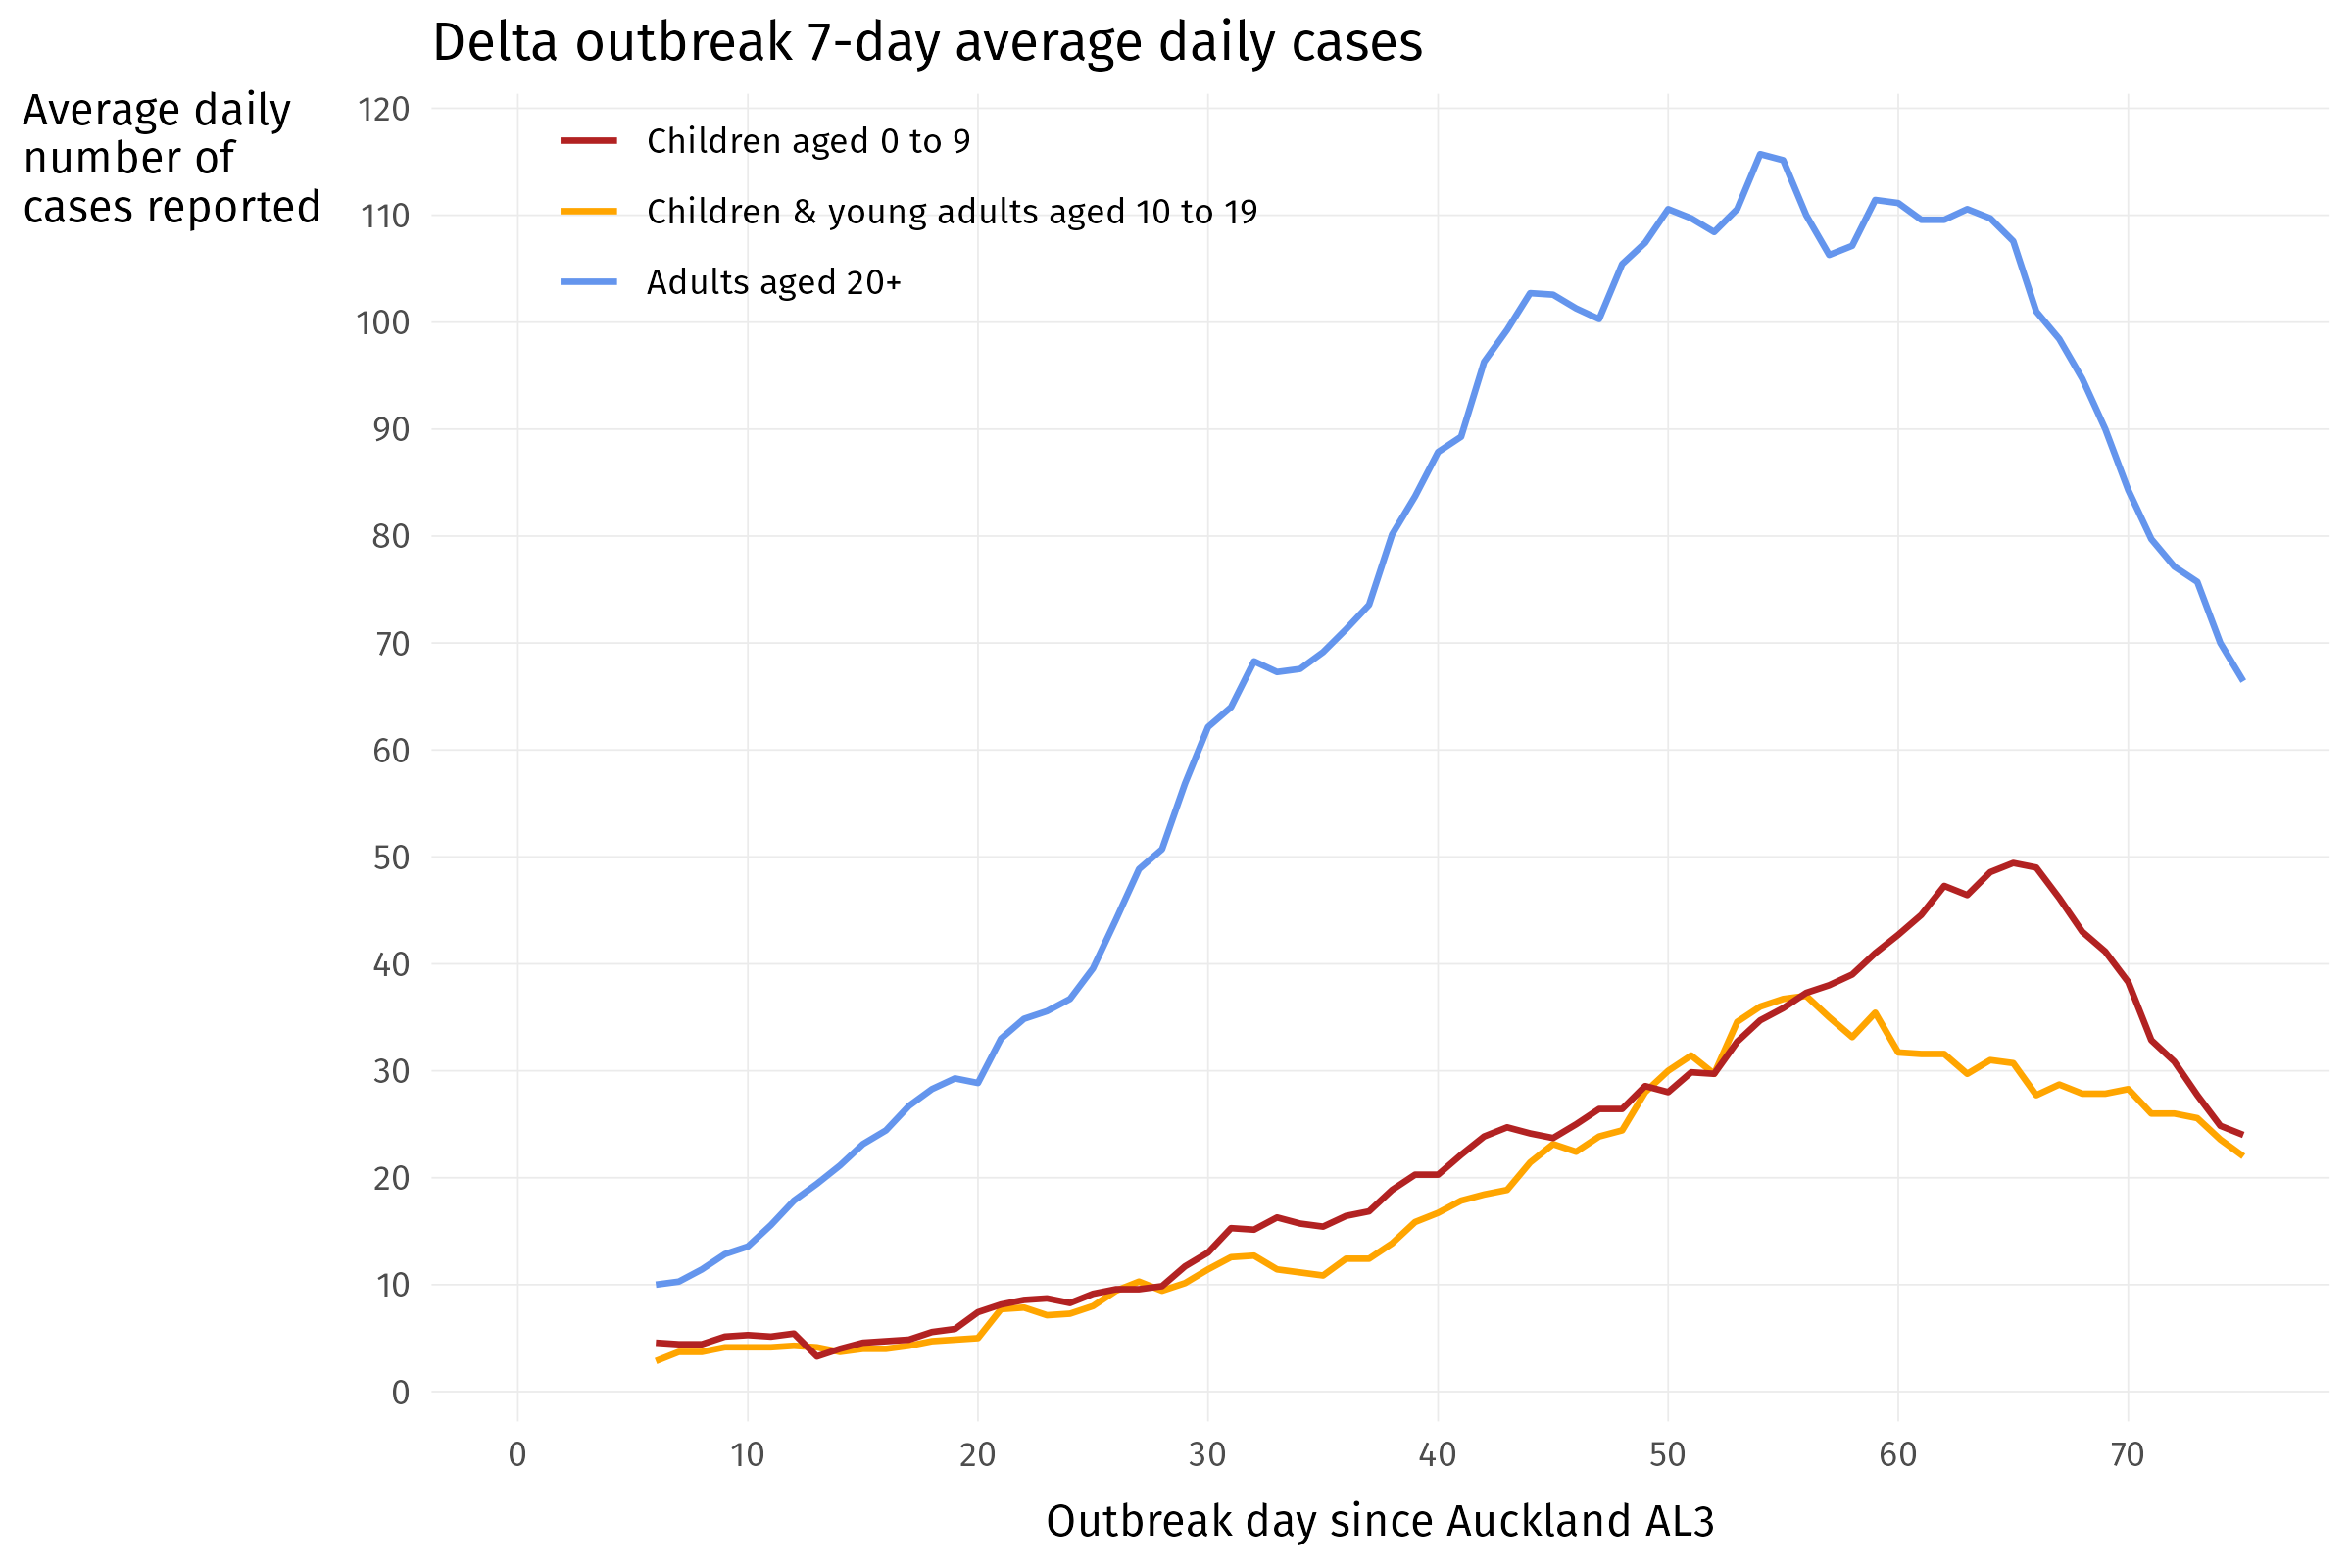 Delta outbreak 7-day average daily cases
Average daily
number of
cases reported
120
110
100
90
80
70
60
50
40
30
20
10
0
Children aged 0 to 9
Children & young adults aged 10 to 19
Adults aged 20+
0 10 20 30 40 50 60 70
Outbreak day since Auckland AL3